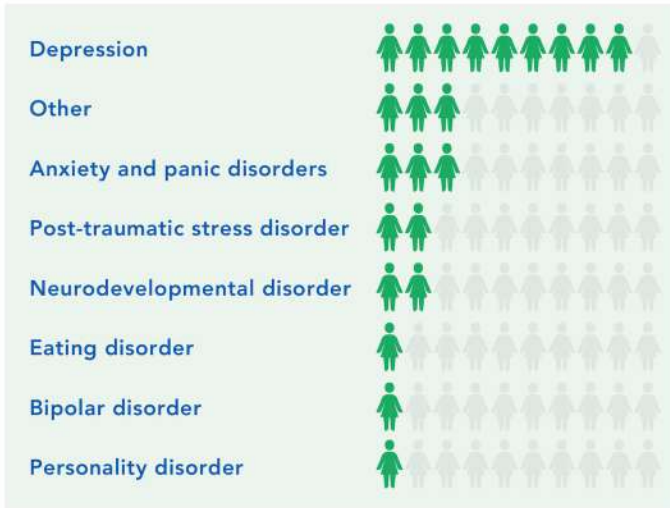 Depression
Other
Anxiety and panic disorders
Post-traumatic stress disorder
Neurodevelopmental disorder
Eating disorder
Bipolar disorder
Personality disorder